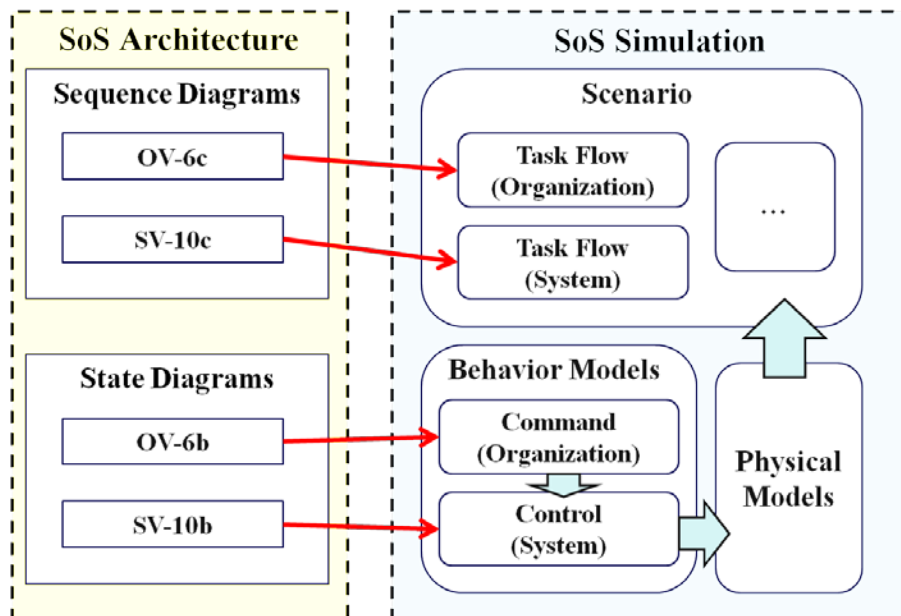 SoS Architecture
Sequence Diagrams
OV-6c
SV-10c
State Diagrams
OV-6b
SV-10b
SoS Simulation
Scenario
Task Flow
(Organization)
Task Flow
(System)
...
Behavior Models
Command
(Organization)
Control
(System)
Physical
Models